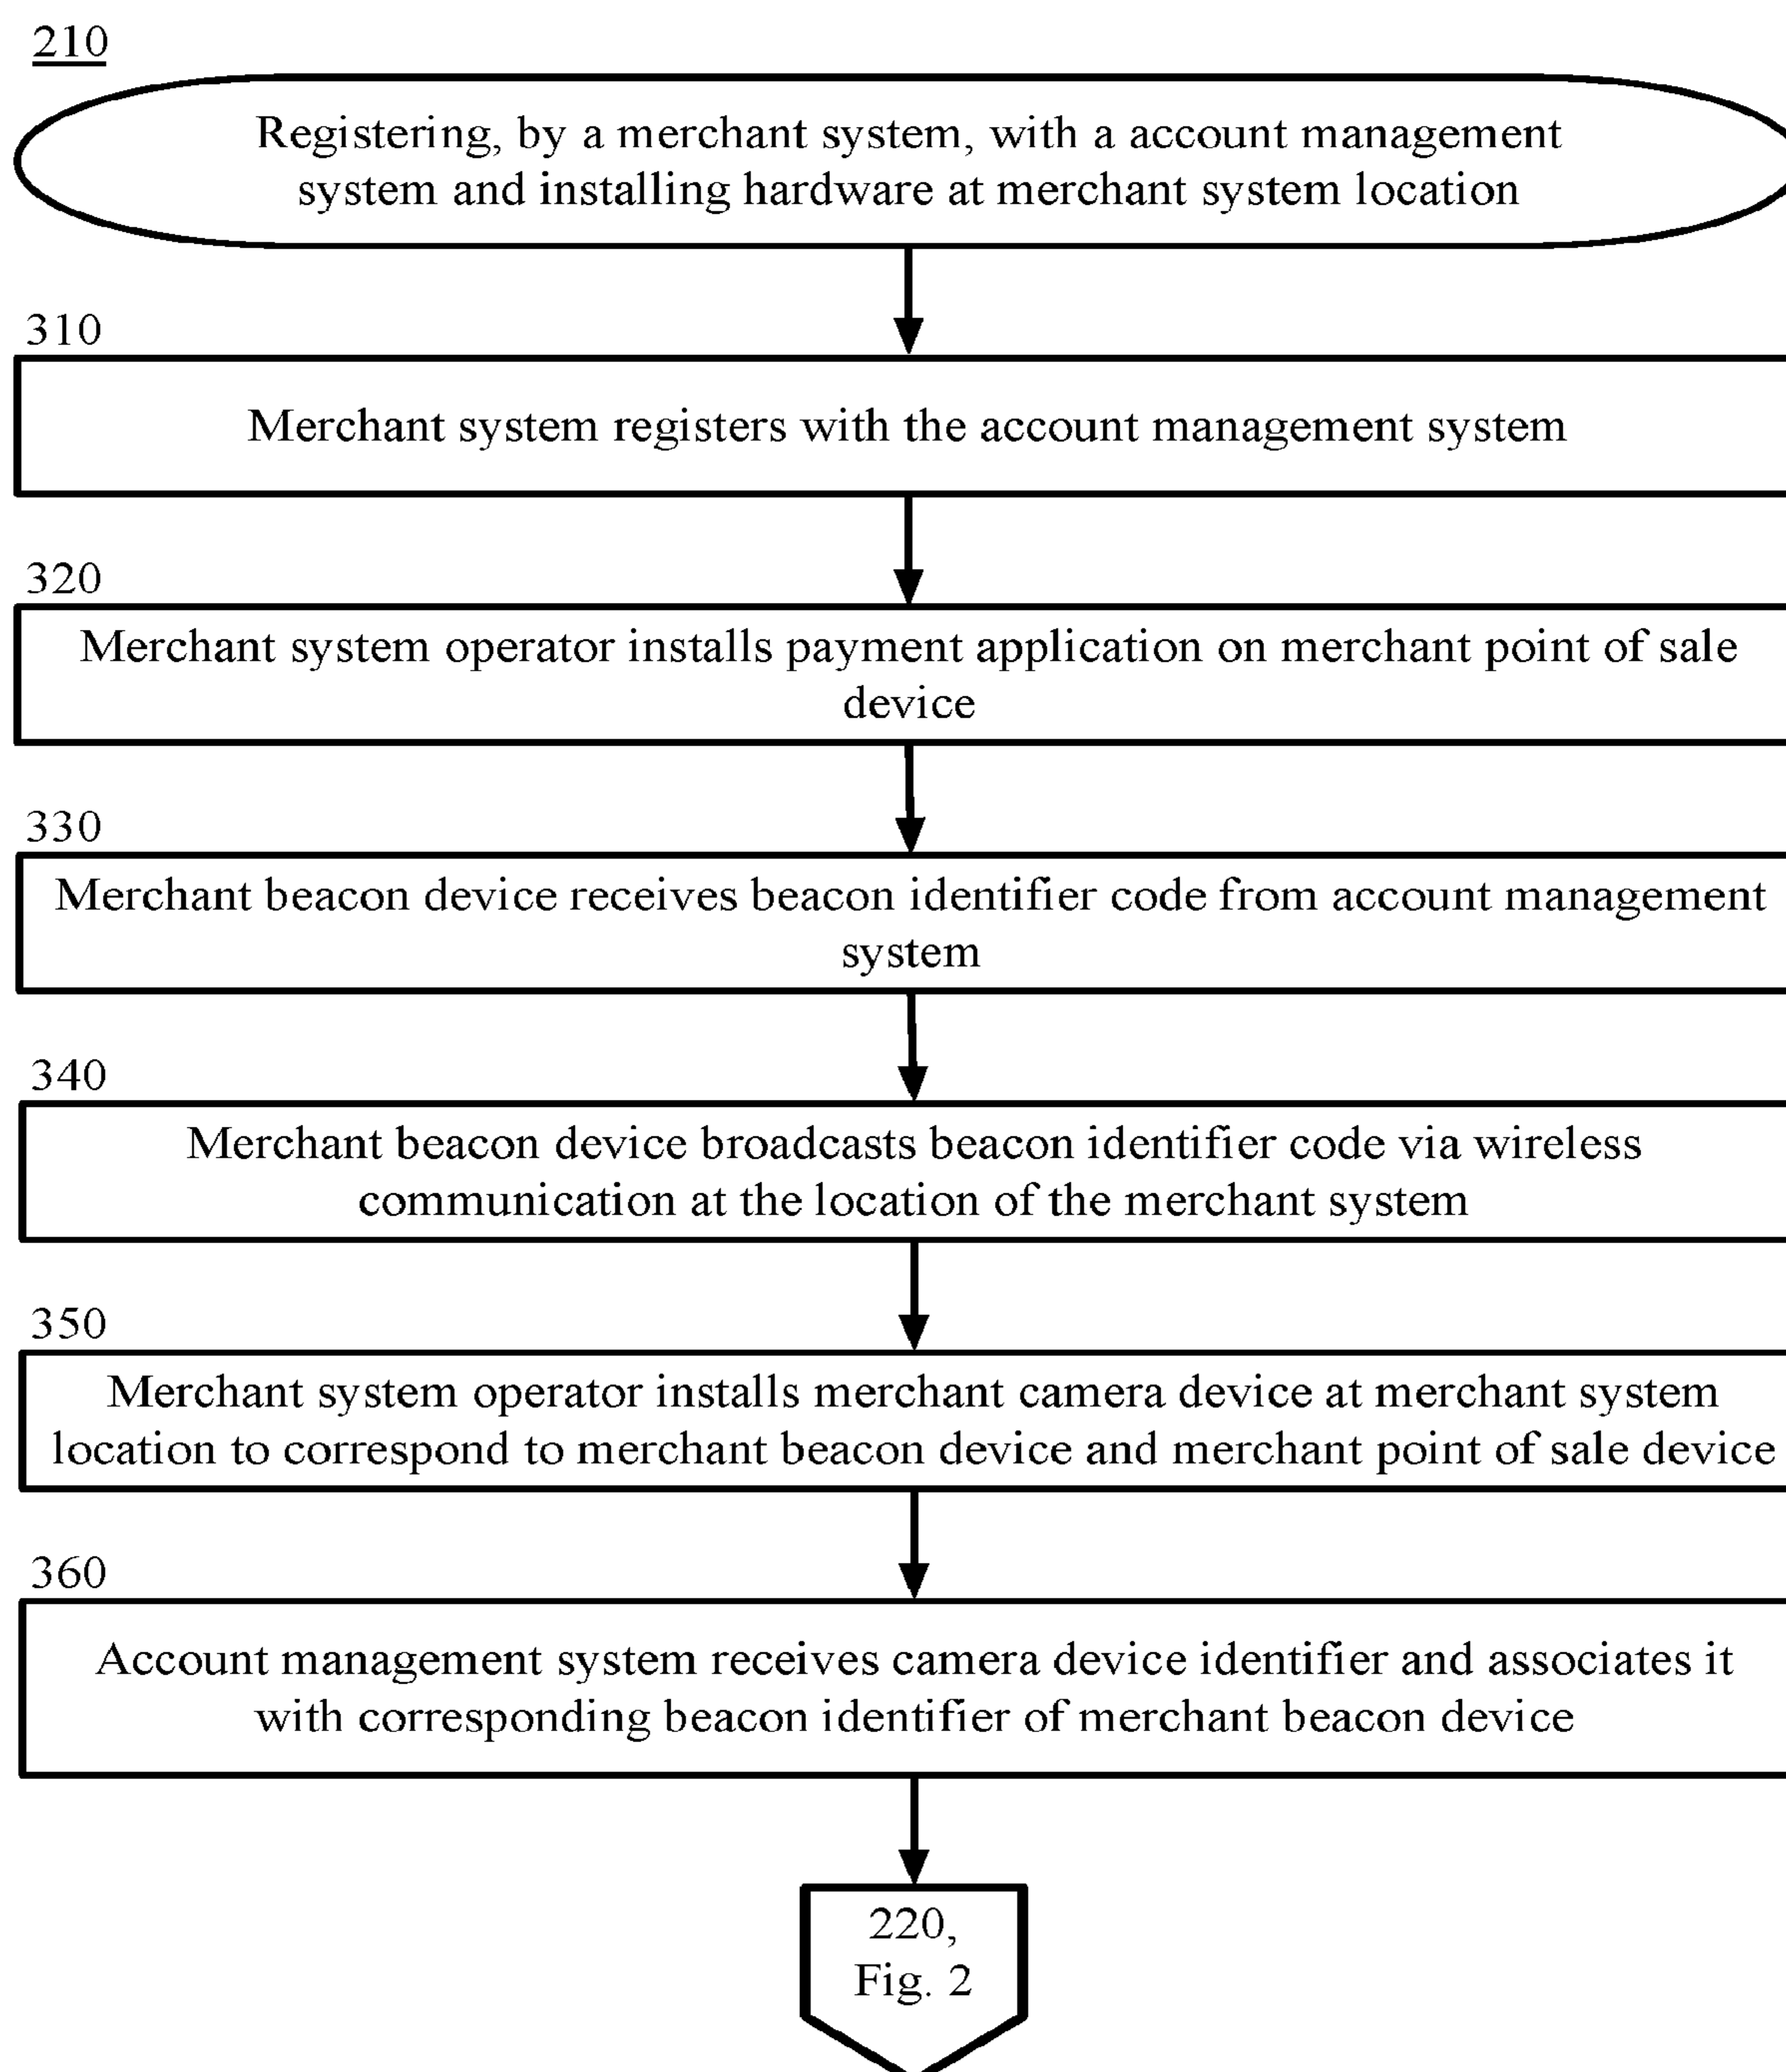 210
Registering, by a merchant system, with a account management
system and installing hardware at merchant system location
310
Merchant system registers with the account management system
320
Merchant system operator installs payment application on merchant point of sale
device
330
Merchant beacon device receives beacon identifier code from account management
system
340
Merchant beacon device broadcasts beacon identifier code via wireless
communication at the location of the merchant system
350
Merchant system operator installs merchant camera device at merchant system
location to correspond to merchant beacon device and merchant point of sale device
360
Account management system receives camera device identifier and associates it
with corresponding beacon identifier of merchant beacon device
220,
Fig. 2